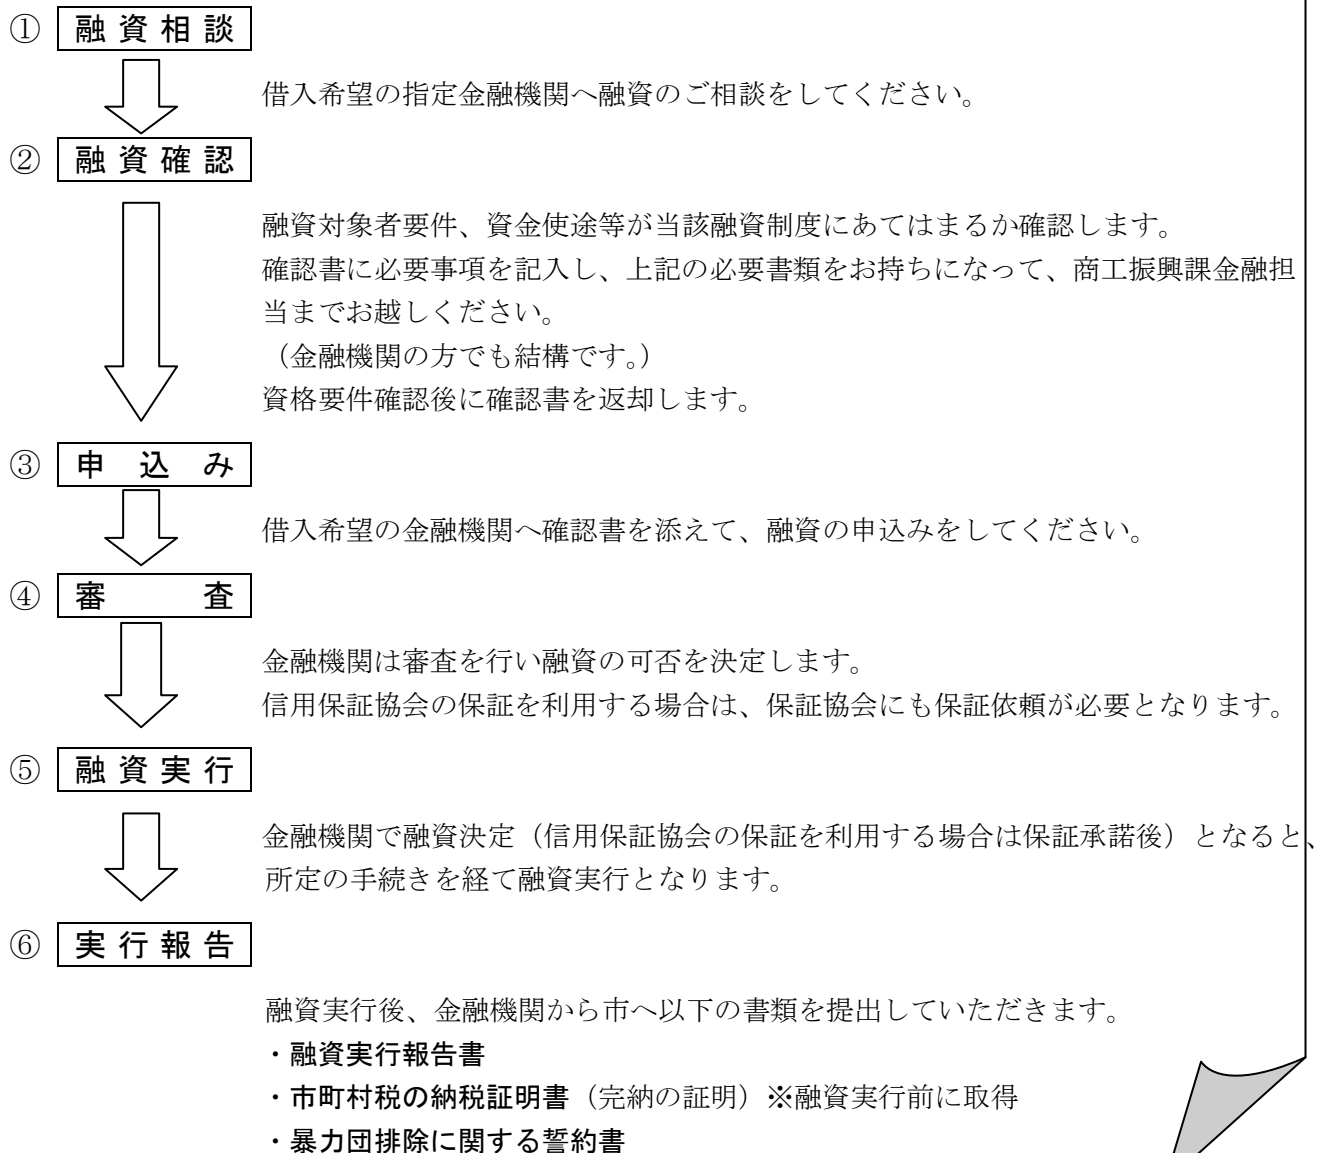 ① 融資相談
借入希望の指定金融機関へ融資のご相談をしてください。
② 融資確認
融資対象者要件、資金使途等が当該融資制度にあてはまるか確認します。
確認書に必要事項を記入し、上記の必要書類をお持ちになって、商工振興課金融担
当までお越しください。
（金融機関の方でも結構です。）
資格要件確認後に確認書を返却します。
③ 申　込　み
借入希望の金融機関へ確認書を添えて、融資の申込みをしてください。
④ 審　　　査
金融機関は審査を行い融資の可否を決定します。
信用保証協会の保証を利用する場合は、保証協会にも保証依頼が必要となります。
⑤ 融資実行
金融機関で融資決定（信用保証協会の保証を利用する場合は保証承諾後）となると、
所定の手続きを経て融資実行となります。
⑥ 実行報告
融資実行後、金融機関から市へ以下の書類を提出していただきます。
・融資実行報告書
・市町村税の納税証明書（完納の証明）※融資実行前に取得
・暴力団排除に関する誓約書